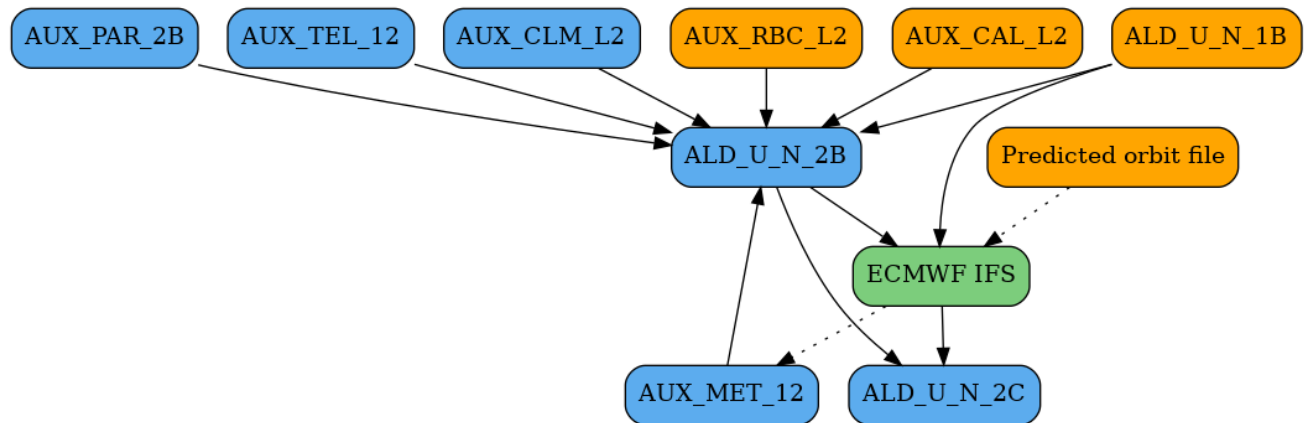 AUX_PAR_2B
AUX_TEL_12
AUX_CLM_L2
AUX_RBC_L2
AUX_CAL_L2
ALD_U_N_1B
ALD_U_N_2B
Predicted orbit file
ECMWF IFS
AUX_MET_12
ALD_U_N_2C